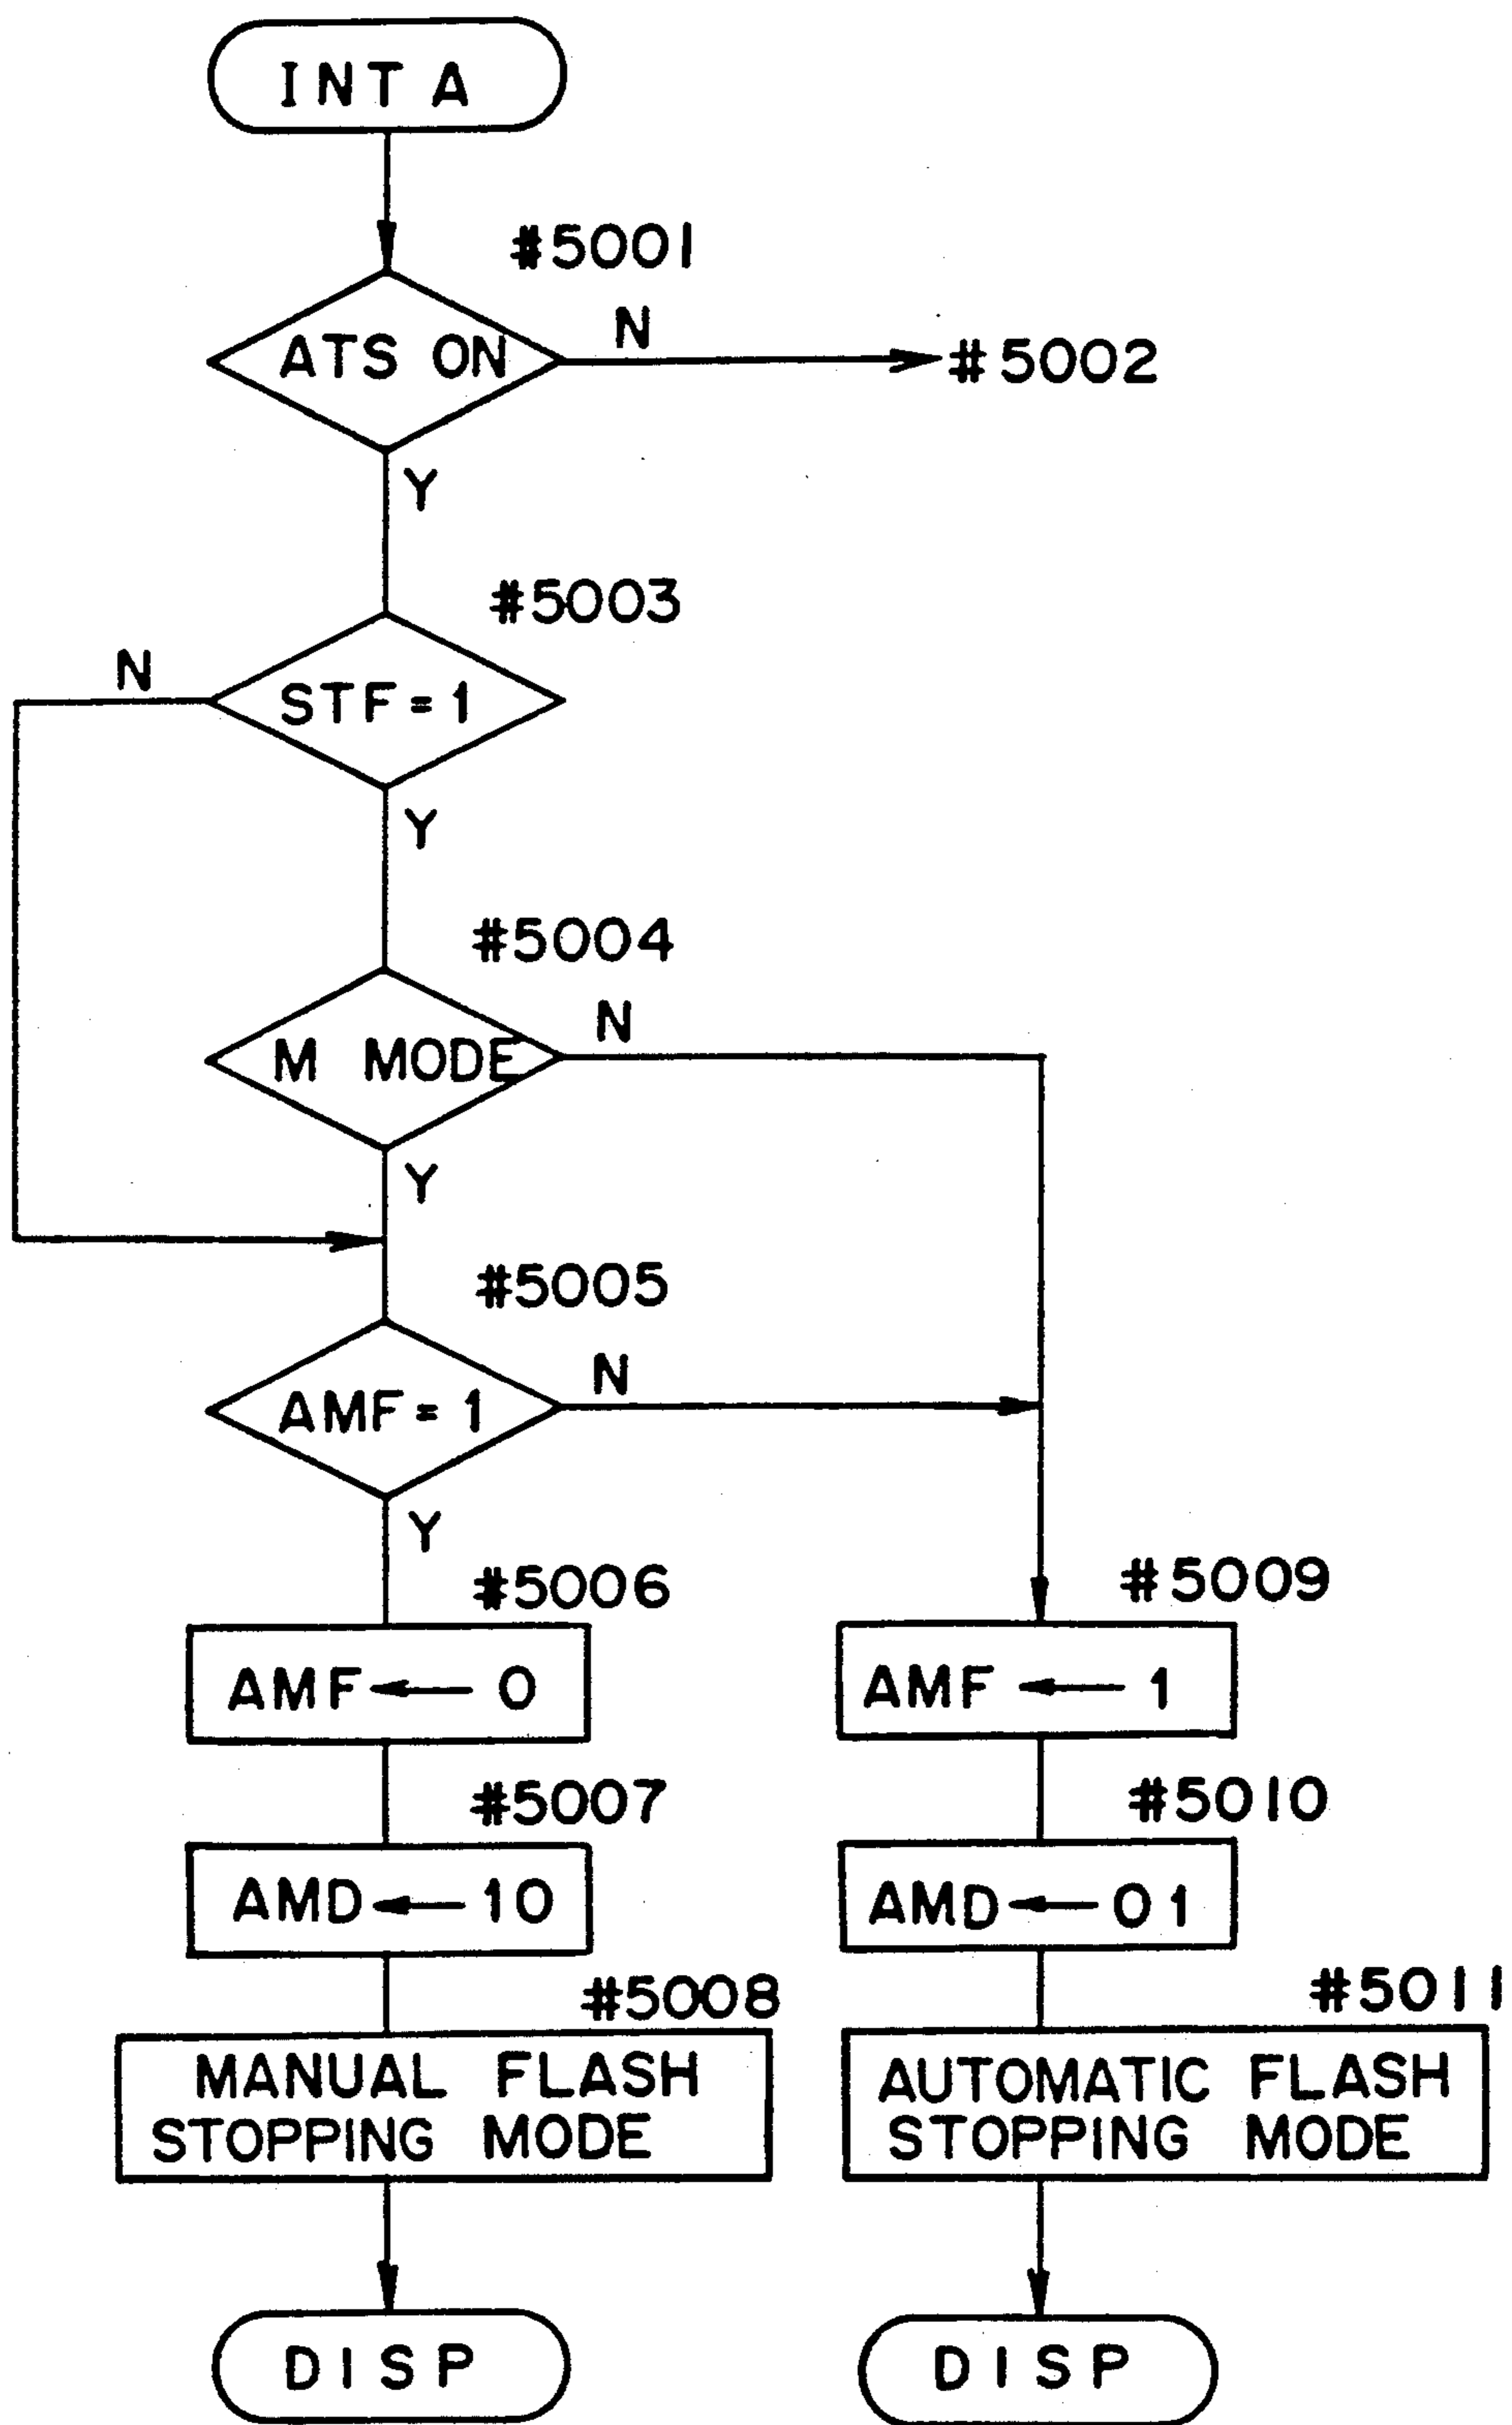 INT A
#5001
ATS ON
N
#5002
Y
#5003
N
STF=1
Y
#5004
M MODE
N
Y
#5005
AMF=1
N
Y
#5006
AMF ← 0
#5007
AMD ← 10
#5008
MANUAL FLASH
STOPPING MODE
DISP
#5009
AMF ← 1
#5010
AMD ← 01
#5011
AUTOMATIC FLASH
STOPPING MODE
DISP